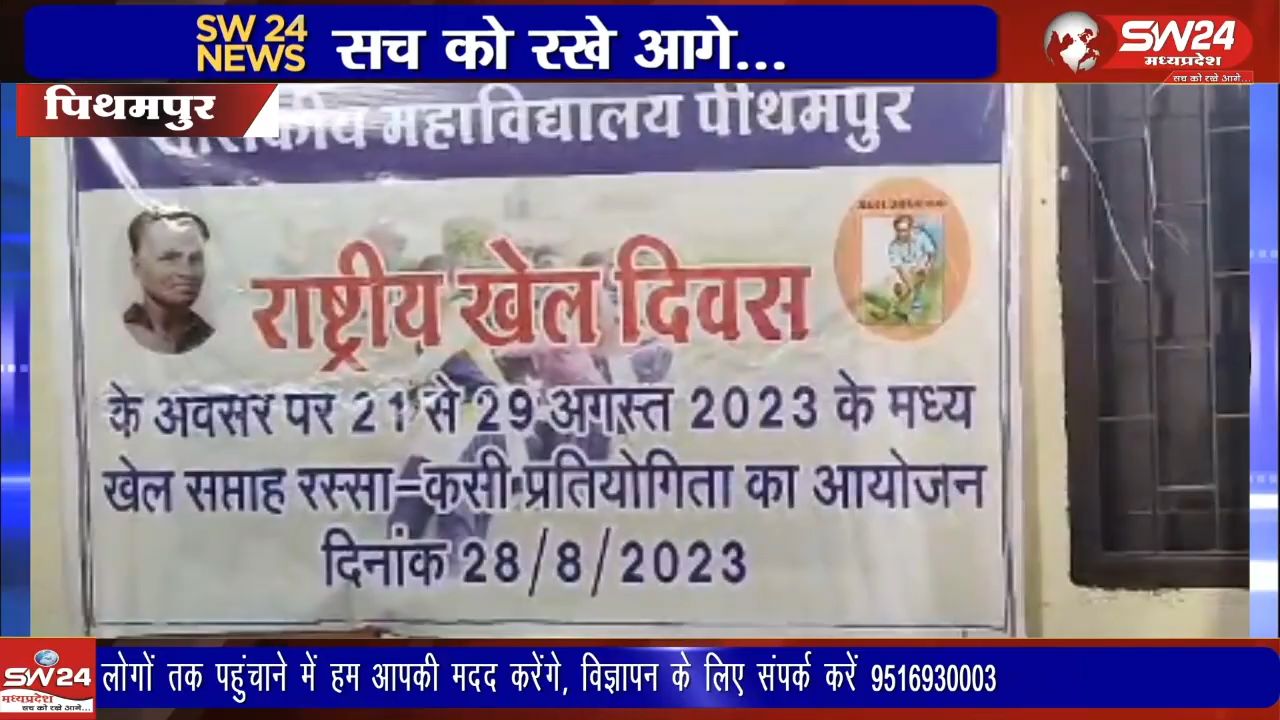 SW 24
NEWS
सच को रखे आगे...
SW24
मध्यप्रदेश
सच को रखे आगे...
पिथमपुर
महाविद्यालय पीथमपुर
राष्ट्रीय खेल दिवस
के अवसर पर 21 से 29 अगस्त 2023 के मध्य
खेल सप्ताह रस्सा-कसी प्रतियोगिता का आयोजन
दिनांक 28/8/2023
SW24
मध्यप्रदेश
सच को रखे आगे...
लोगों तक पहुंचाने में हम आपकी मदद करेंगे, विज्ञापन के लिए संपर्क करें 9516930003